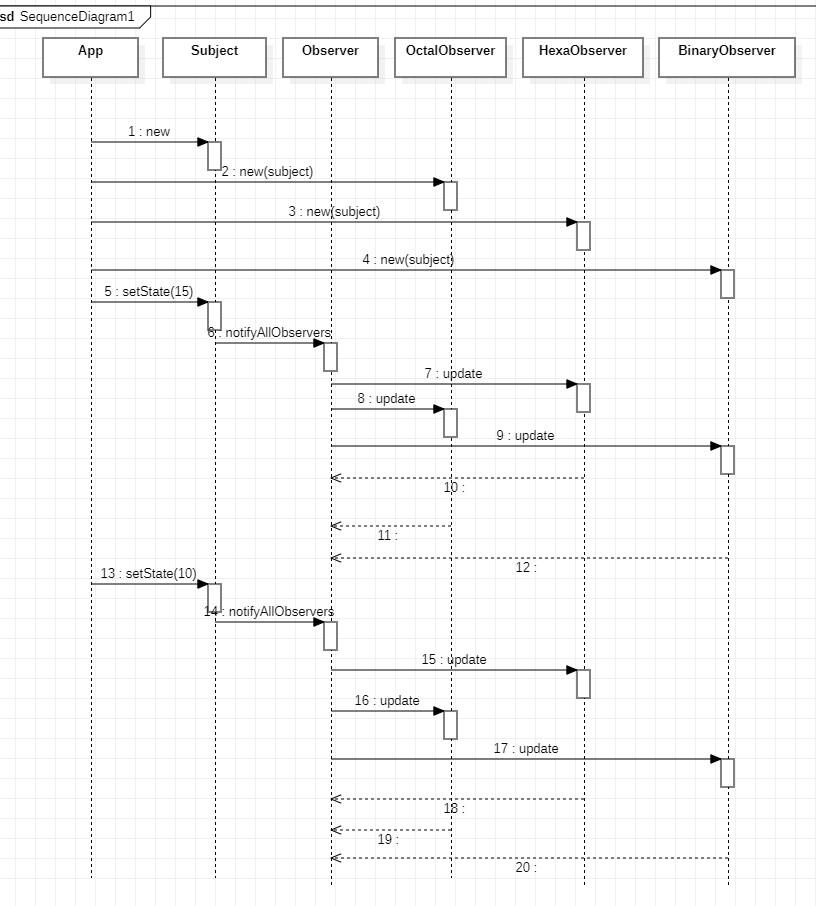 sd SequenceDiagram1
App
Subject
Observer
OctalObserver
HexaObserver
BinaryObserver
1 : new
2 : new(subject)
3 : new(subject)
4 : new(subject)
5 : setState(15)
6 : notifyAllObservers
7 : update
8 : update
9 : update
10 :
11 :
12 :
13 : setState(10)
14 : notifyAllObservers
15 : update
16 : update
17 : update
18 :
19 :
20 :